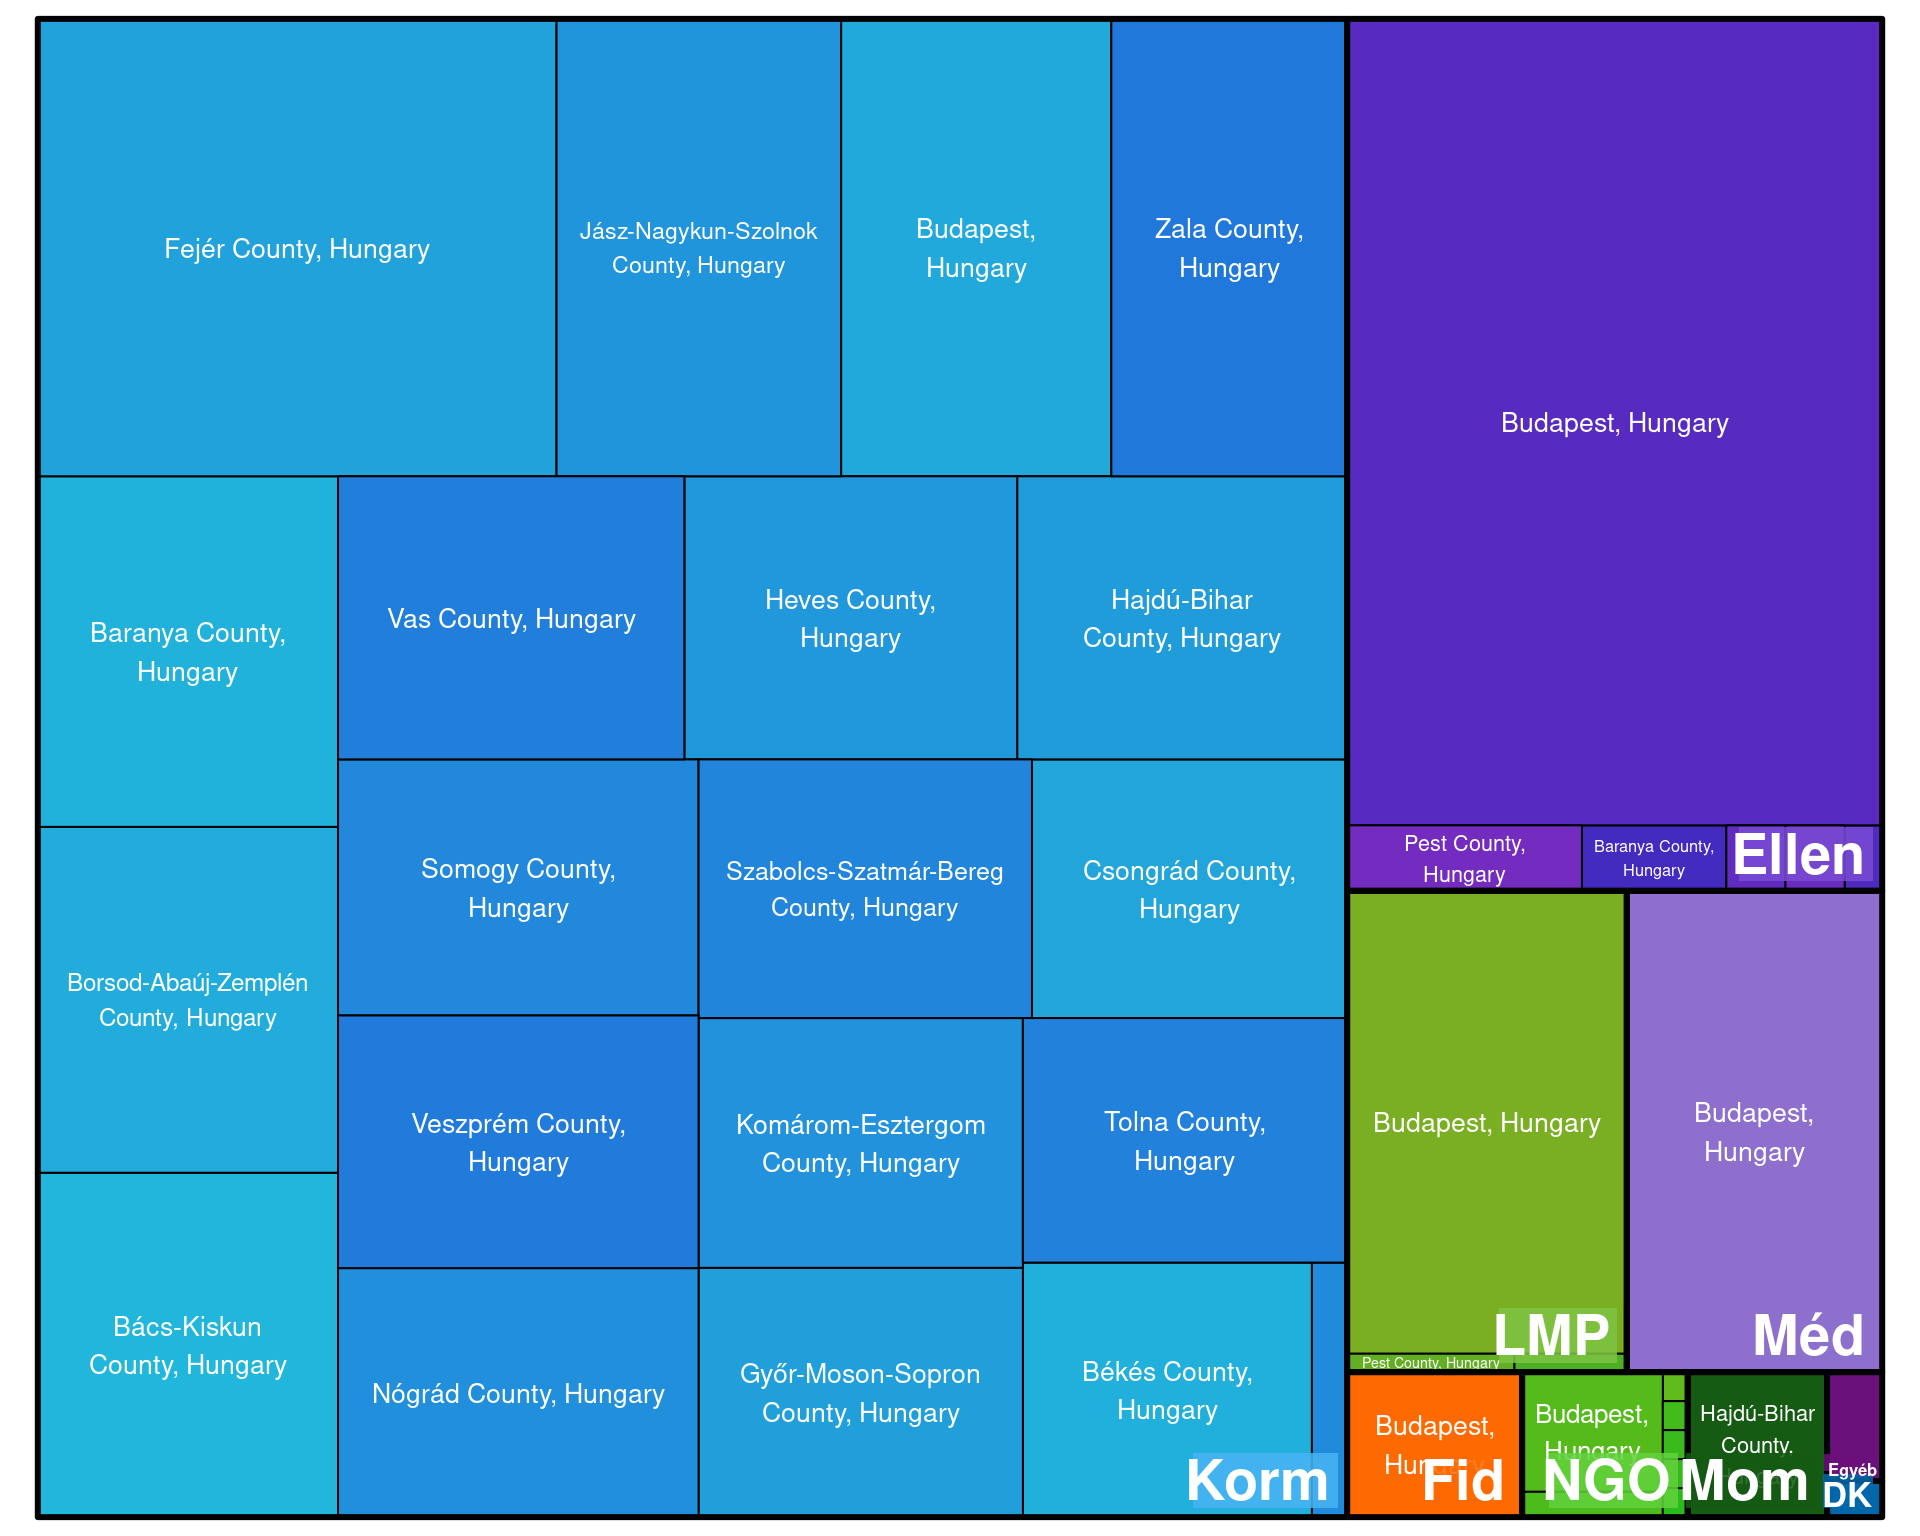 Fejér County, Hungary
Jász-Nagykun-Szolnok
County, Hungary
Budapest,
Hungary
Zala County,
Hungary
Budapest, Hungary
Baranya County,
Hungary
Vas County, Hungary
Heves County,
Hungary
Hajdú-Bihar
County, Hungary
Somogy County,
Hungary
Szabolcs-Szatmár-Bereg
County, Hungary
Csongrád County,
Hungary
Pest County,
Hungary
Baranya County,
Hungary
Ellen
Borsod-Abaúj-Zemplén
County, Hungary
Veszprém County,
Hungary
Komárom-Esztergom
County, Hungary
Tolna County,
Hungary
Budapest, Hungary
Budapest,
Hungary
Bács-Kiskun
County, Hungary
Nógrád County, Hungary
Győr-Moson-Sopron
County, Hungary
Békés County,
Hungary
Korm
LMP
Pest County, Hungary
Méd
Budapest,
Hungary
Fid
Budapest,
Hungary
NGO
Hajdú-Bihar
County,
Mom
Egyéb
DK